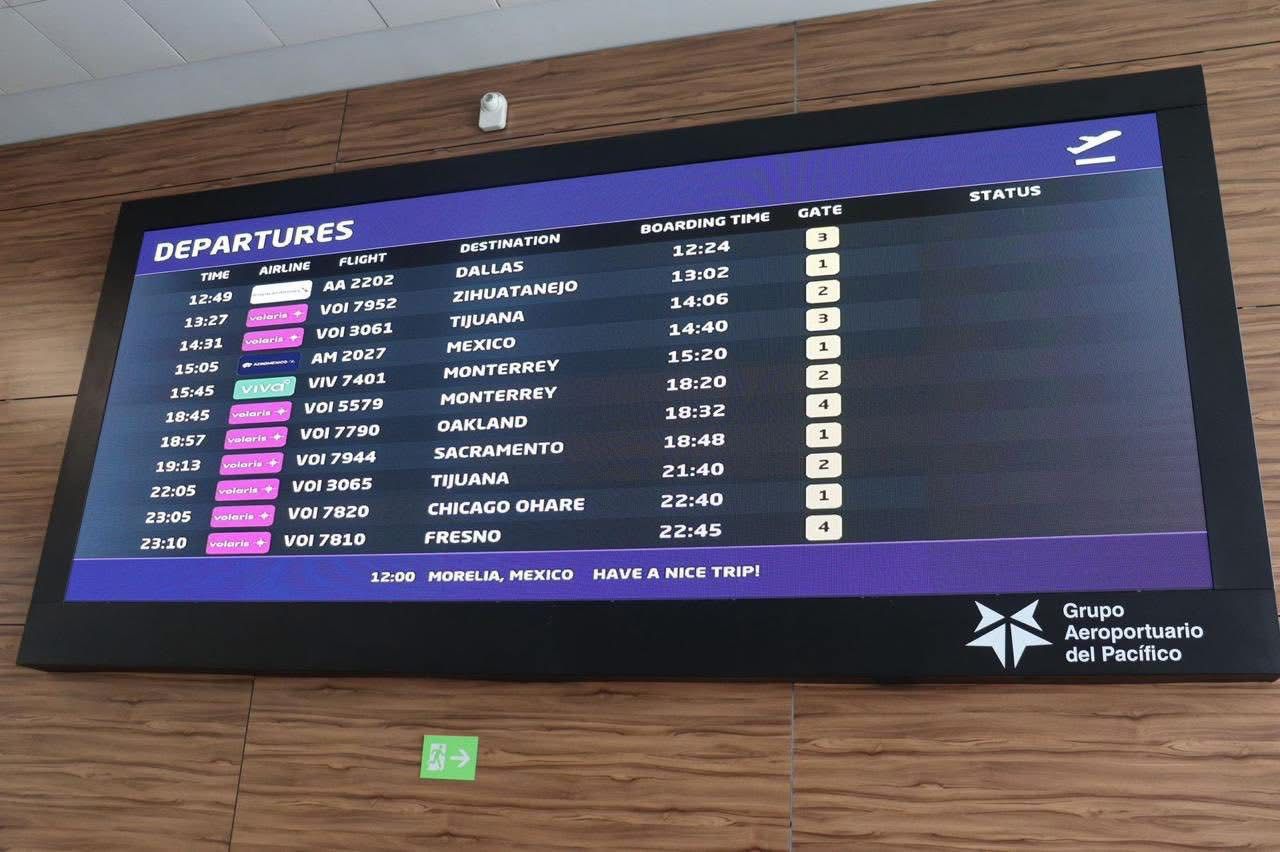 DEPARTURES
TIME AIRLINE FLIGHT DESTINATION BOARDING TIME GATE STATUS
12:49 AA 2202 DALLAS 12:24 3
13:27 volaris VOI 7952 ZIHUATANEJO 13:02 1
14:31 volaris VOI 3061 TIJUANA 14:06 2
15:05 AEROMEXICO AM 2027 MEXICO 14:40 3
15:45 viva VIV 7401 MONTERREY 15:20 1
18:45 volaris VOI 5579 MONTERREY 18:20 2
18:57 volaris VOI 7790 OAKLAND 18:32 4
19:13 volaris VOI 7944 SACRAMENTO 18:48 1
22:05 volaris VOI 3065 TIJUANA 21:40 2
23:05 volaris VOI 7820 CHICAGO OHARE 22:40 1
23:10 volaris VOI 7810 FRESNO 22:45 4
12:00 MORELIA, MEXICO HAVE A NICE TRIP!
Grupo
Aeroportuario
del Pacífico